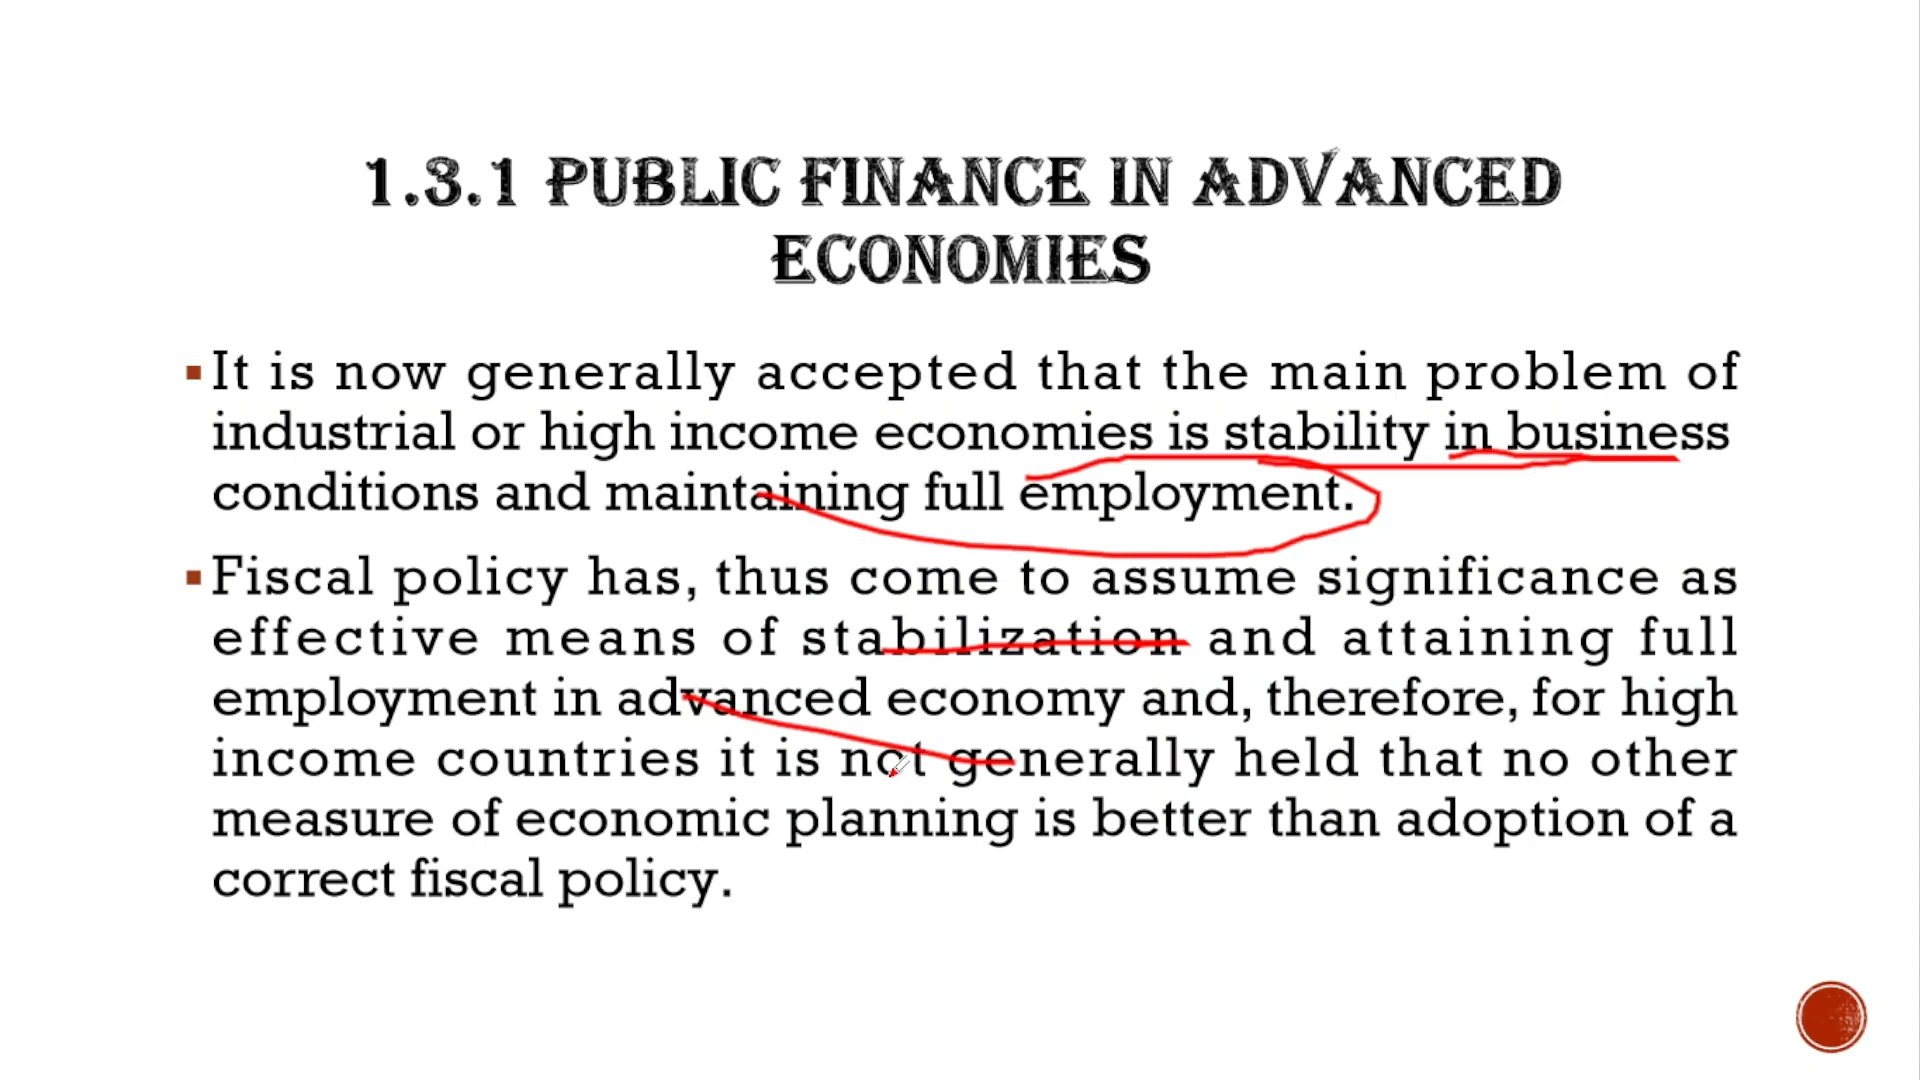 1.3.1 PUBLIC FINANCE IN ADVANCED
ECONOMIES
▪It is now generally accepted that the main problem of
industrial or high income economies is stability in business
conditions and maintaining full employment.
▪Fiscal policy has, thus come to assume significance as
effective means of stabilization and attaining full
employment in advanced economy and, therefore, for high
income countries it is not generally held that no other
measure of economic planning is better than adoption of a
correct fiscal policy.